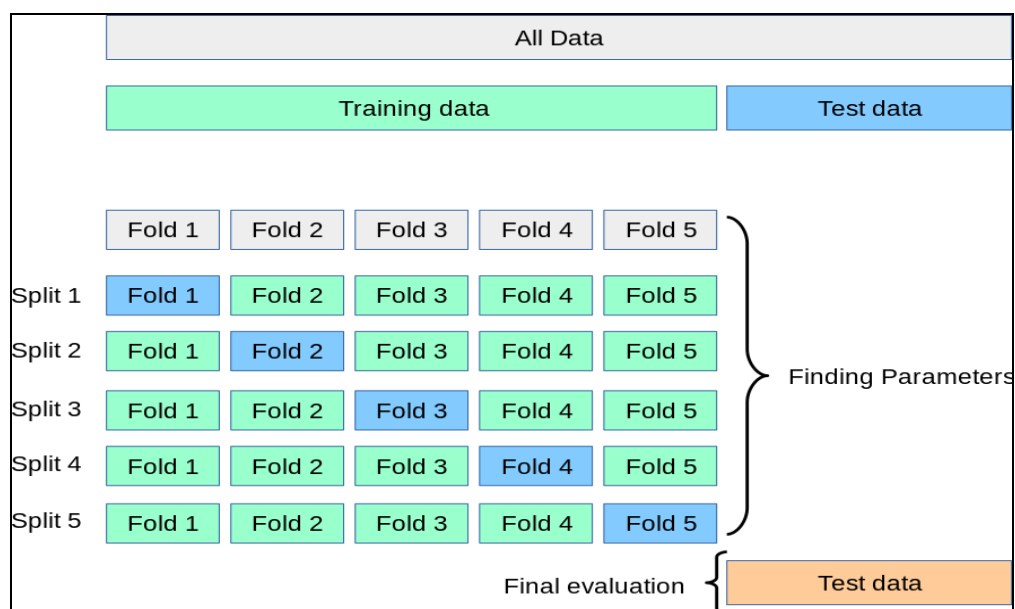 All Data
Training data Test data
Fold 1 Fold 2 Fold 3 Fold 4 Fold 5
Split 1 Fold 1 Fold 2 Fold 3 Fold 4 Fold 5
Split 2 Fold 1 Fold 2 Fold 3 Fold 4 Fold 5
Finding Parameters
Split 3 Fold 1 Fold 2 Fold 3 Fold 4 Fold 5
Split 4 Fold 1 Fold 2 Fold 3 Fold 4 Fold 5
Split 5 Fold 1 Fold 2 Fold 3 Fold 4 Fold 5
Final evaluation Test data